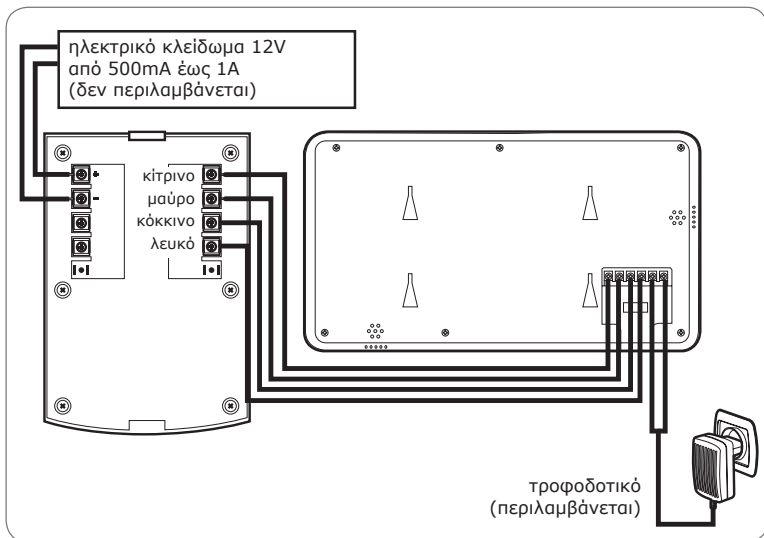 ηλεκτρικό κλείδωμα 12V
από 500mA έως 1A
(δεν περιλαμβάνεται)
+
−
κίτρινο
μαύρο
κόκκινο
λευκό
τροφοδοτικό
(περιλαμβάνεται)